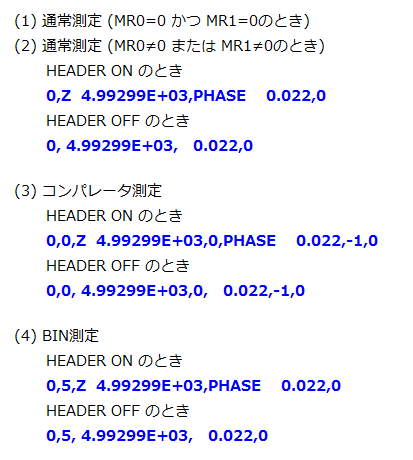 (1) 通常測定 (MR0=0 かつ MR1=0のとき)
(2) 通常測定 (MR0≠0 または MR1≠0のとき)
HEADER ON のとき
0,Z  4.99299E+03,PHASE    0.022,0
HEADER OFF のとき
0, 4.99299E+03,   0.022,0
(3) コンパレータ測定
HEADER ON のとき
0,0,Z  4.99299E+03,0,PHASE    0.022,-1,0
HEADER OFF のとき
0,0, 4.99299E+03,0,   0.022,-1,0
(4) BIN測定
HEADER ON のとき
0,5,Z  4.99299E+03,PHASE    0.022,0
HEADER OFF のとき
0,5, 4.99299E+03,   0.022,0